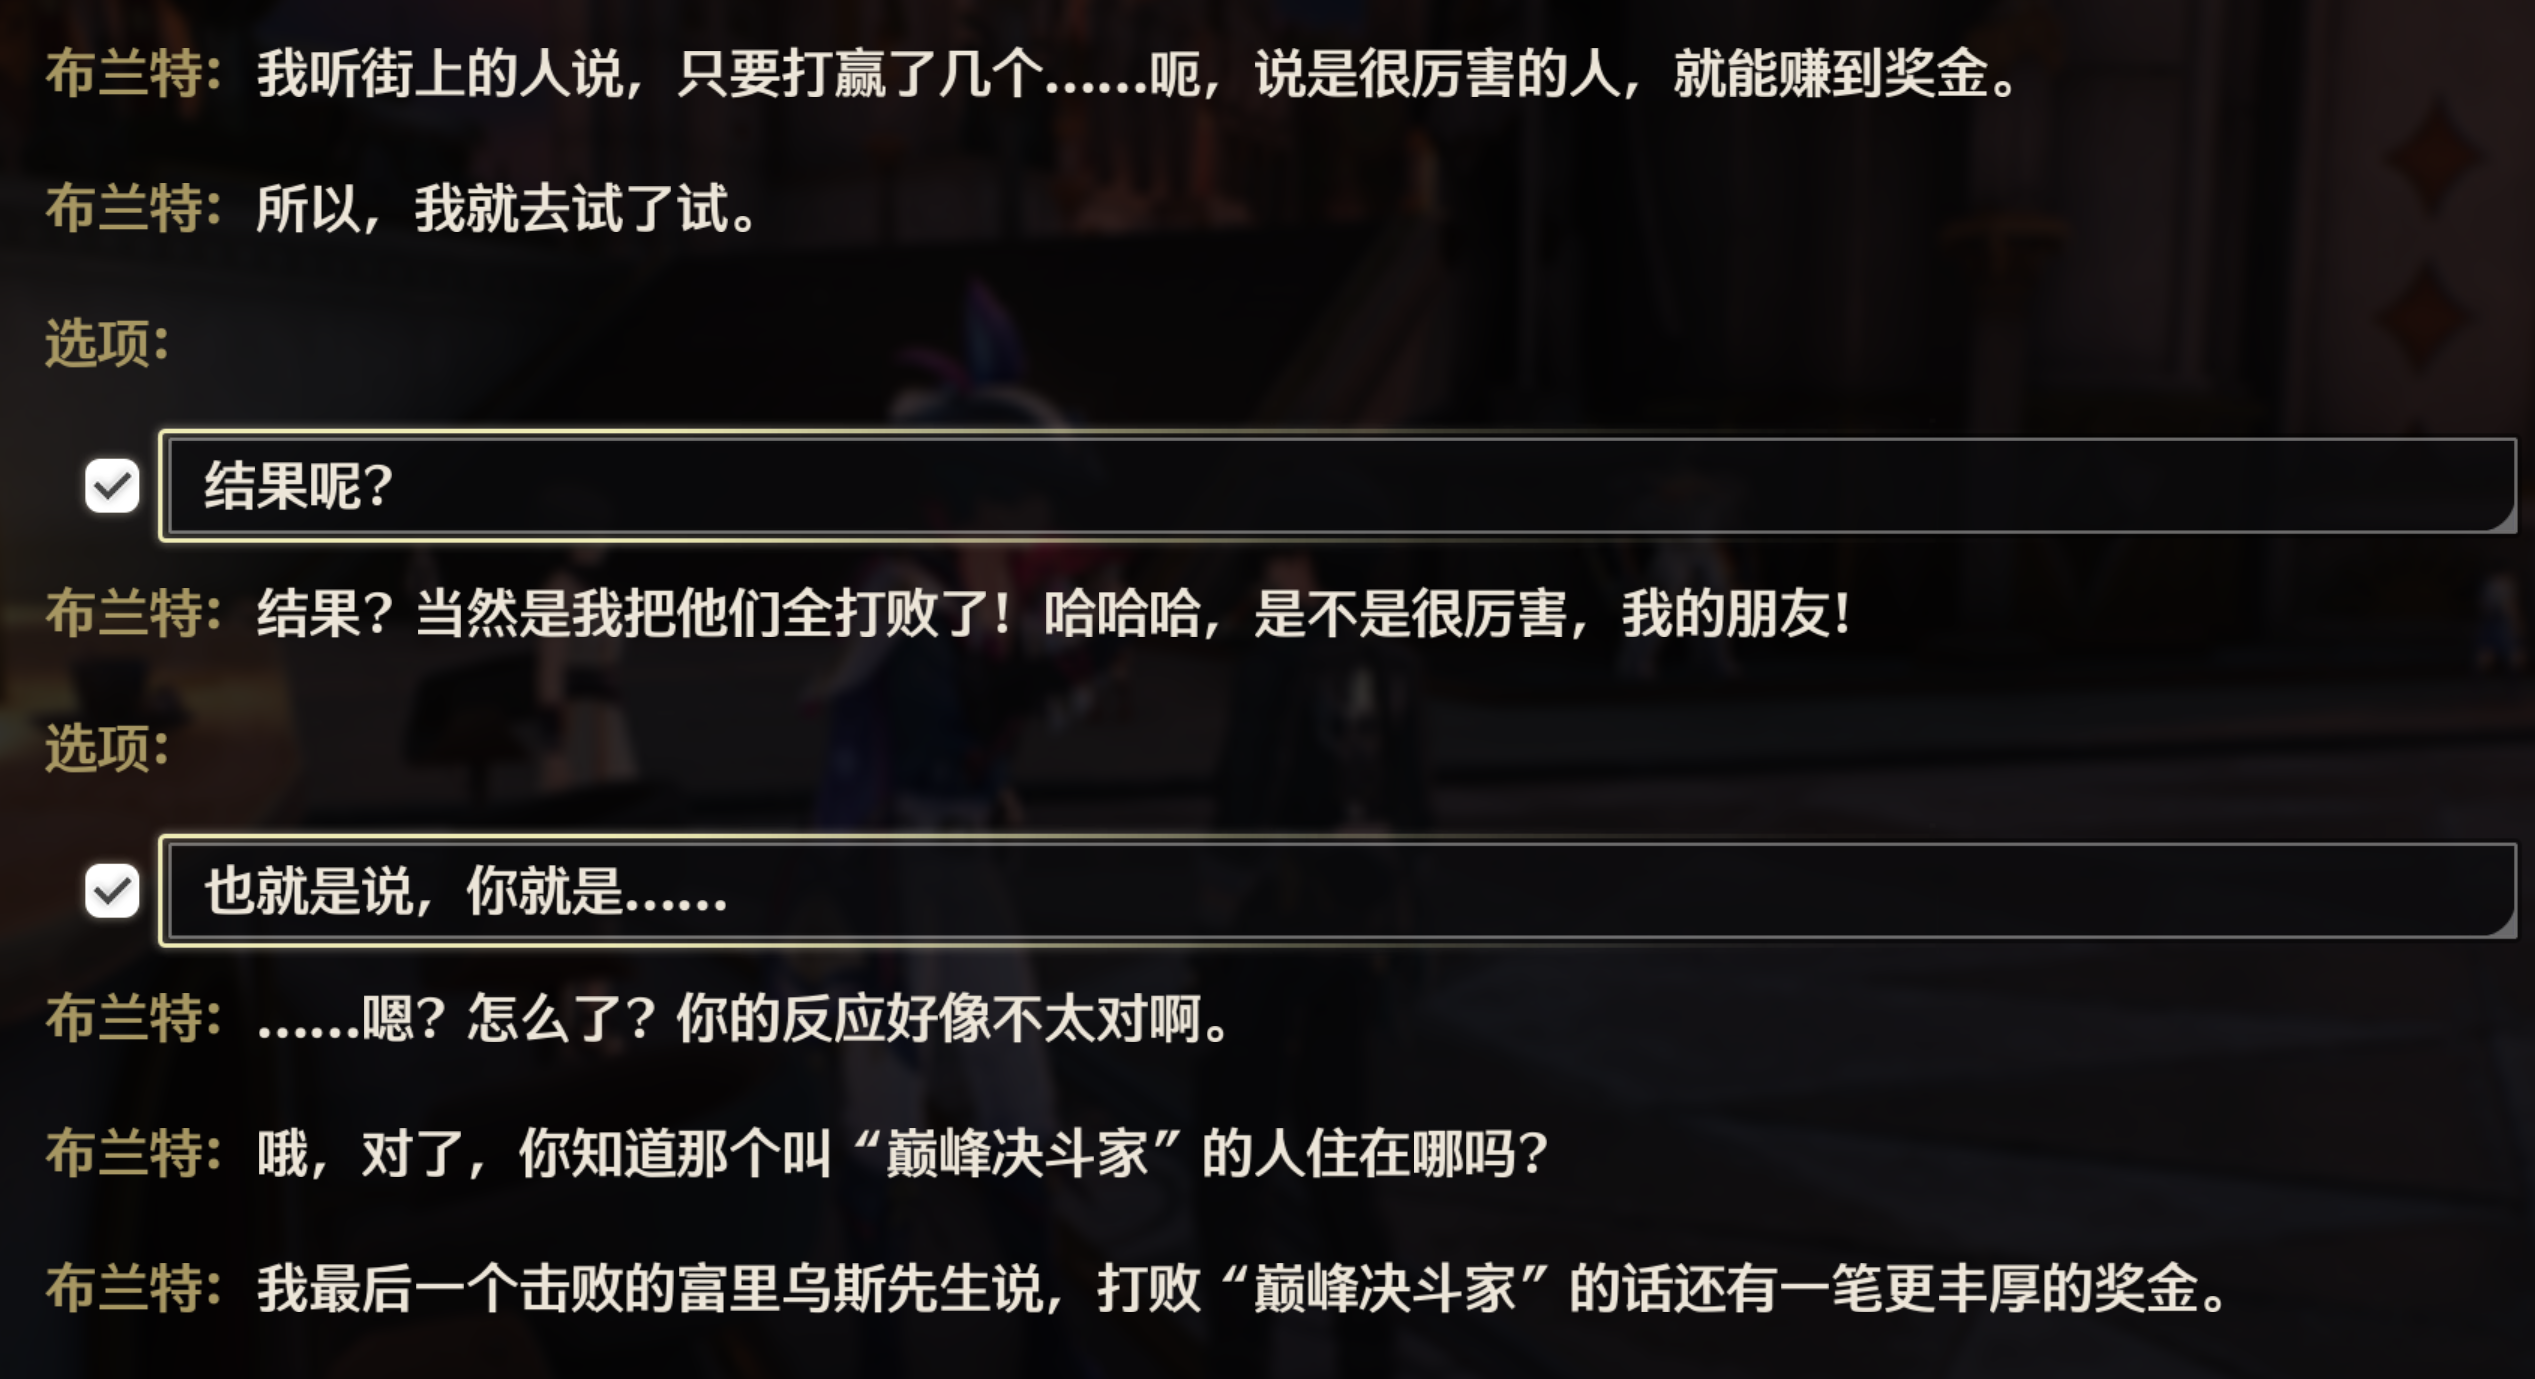 布兰特：我听街上的人说，只要打赢了几个……呃，说是很厉害的人，就能赚到奖金。
布兰特：所以，我就去试了试。
选项：
结果呢？
布兰特：结果？当然是我把他们全打败了！哈哈哈，是不是很厉害，我的朋友！
选项：
也就是说，你就是……
布兰特：……嗯？怎么了？你的反应好像不太对啊。
布兰特：哦，对了，你知道那个叫“巅峰决斗家”的人住在哪吗？
布兰特：我最后一个击败的富里乌斯先生说，打败“巅峰决斗家”的话还有一笔更丰厚的奖金。